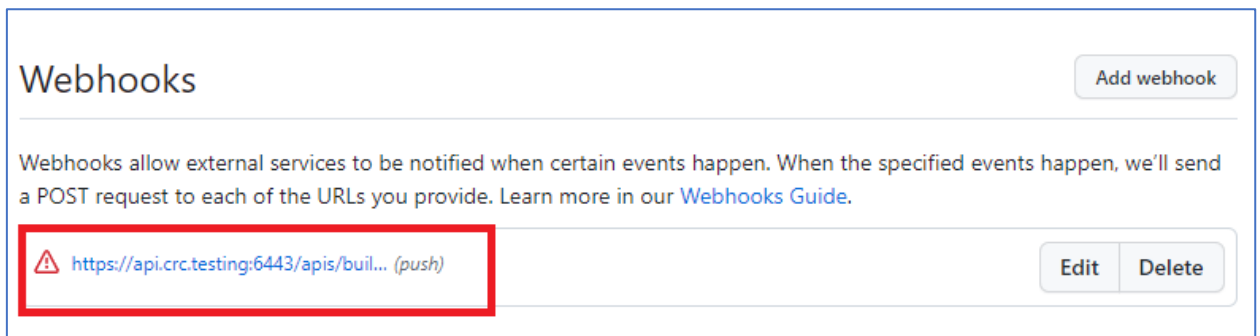 Webhooks
Add webhook
Webhooks allow external services to be notified when certain events happen. When the specified events happen, we’ll send
a POST request to each of the URLs you provide. Learn more in our Webhooks Guide.
https://api.crc.testing:6443/apis/buil... (push)
Edit
Delete